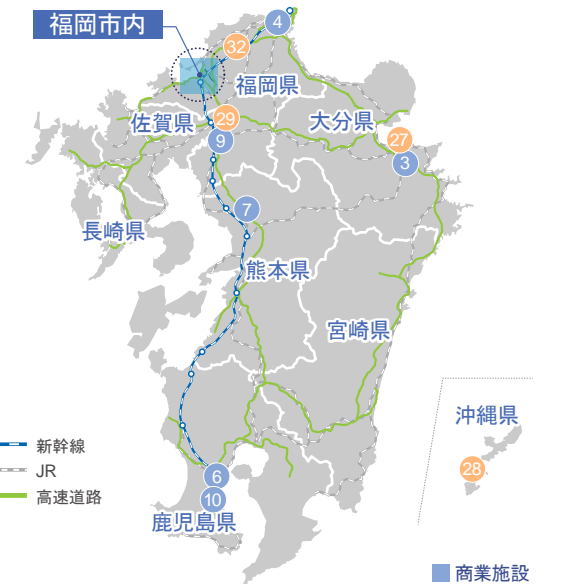 福岡市内
4
32
福岡県
29
佐賀県
大分県
27
9
3
7
長崎県
熊本県
宮崎県
沖縄県
新幹線
JR
28
6
高速道路
10
鹿児島県
商業施設